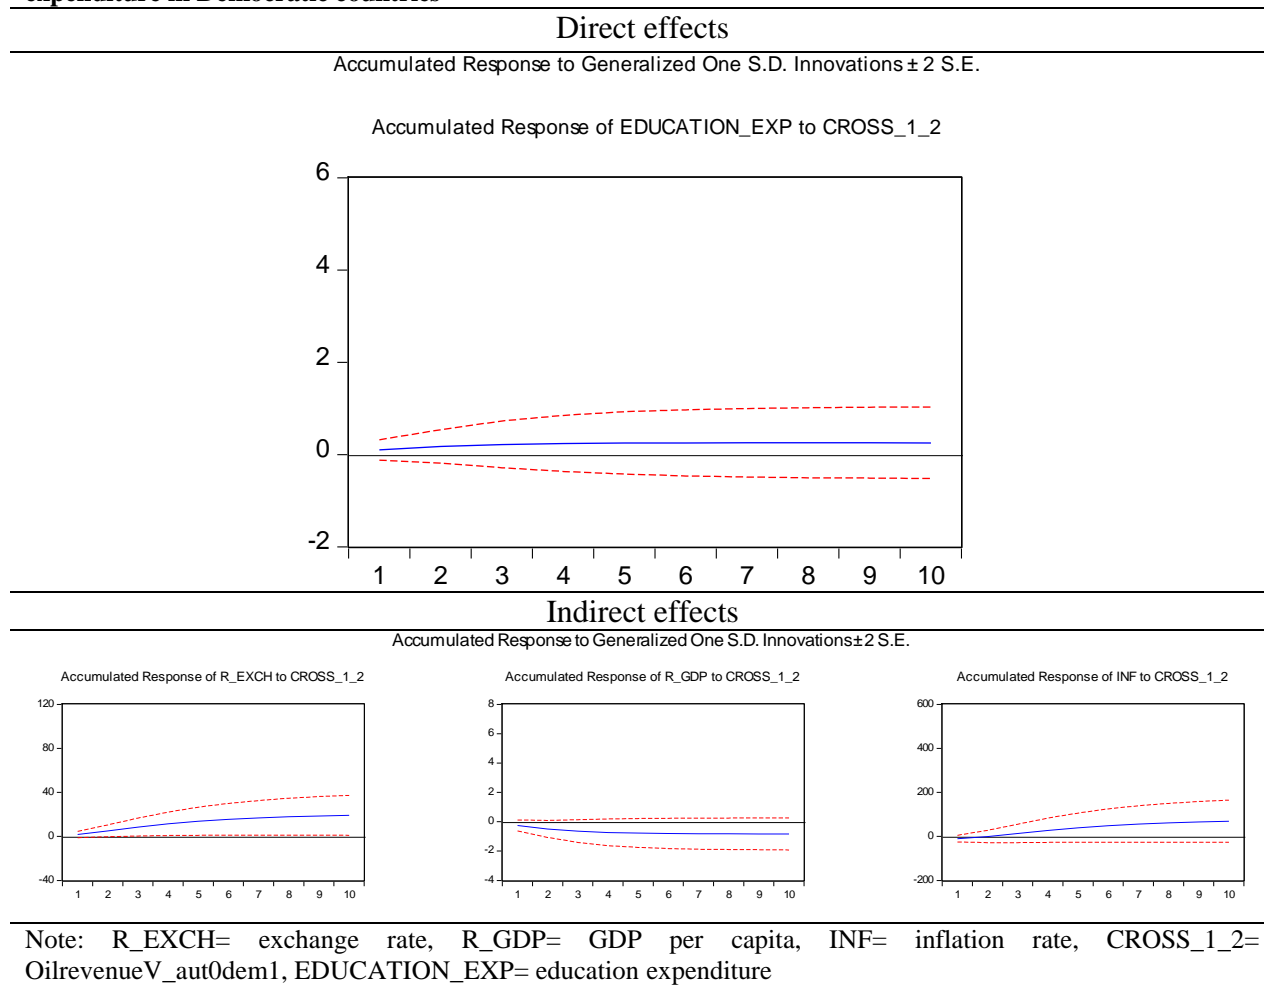 expenditure in Democratic countries
Direct effects
Accumulated Response to Generalized One S.D. Innovations ± 2 S.E.
Accumulated Response of EDUCATION_EXP to CROSS_1_2
6
4
2
0
-2
1 2 3 4 5 6 7 8 9 10
Indirect effects
Accumulated Response to Generalized One S.D. Innovations ± 2 S.E.
Accumulated Response of R_EXCH to CROSS_1_2
120
80
40
0
-40
1 2 3 4 5 6 7 8 9 10
Accumulated Response of R_GDP to CROSS_1_2
8
6
4
2
0
-2
-4
1 2 3 4 5 6 7 8 9 10
Accumulated Response of INF to CROSS_1_2
600
400
200
0
-200
1 2 3 4 5 6 7 8 9 10
Note: R_EXCH= exchange rate, R_GDP= GDP per capita, INF= inflation rate, CROSS_1_2=
OilrevenueV_aut0dem1, EDUCATION_EXP= education expenditure